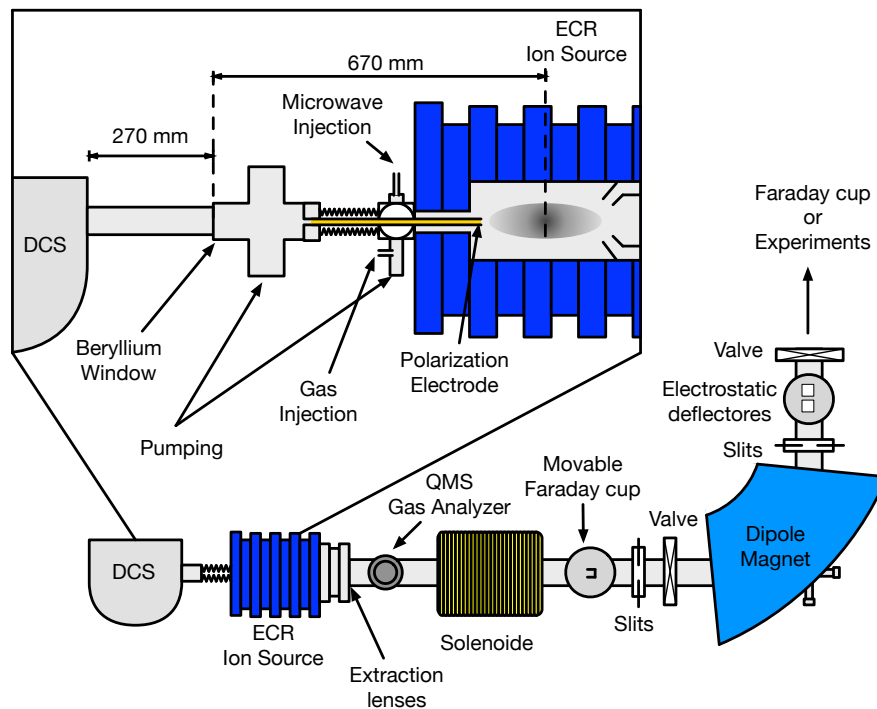 ECR
Ion Source
670 mm
Microwave
Injection
270 mm
DCS
Beryllium
Window
Gas
Injection
Polarization
Electrode
Pumping
Faraday cup
or
Experiments
Valve
Electrostatic
deflectores
Slits
QMS
Gas Analyzer
Movable
Faraday cup
Valve
Dipole
Magnet
DCS
ECR
Ion Source
Extraction
lenses
Solenoide
Slits